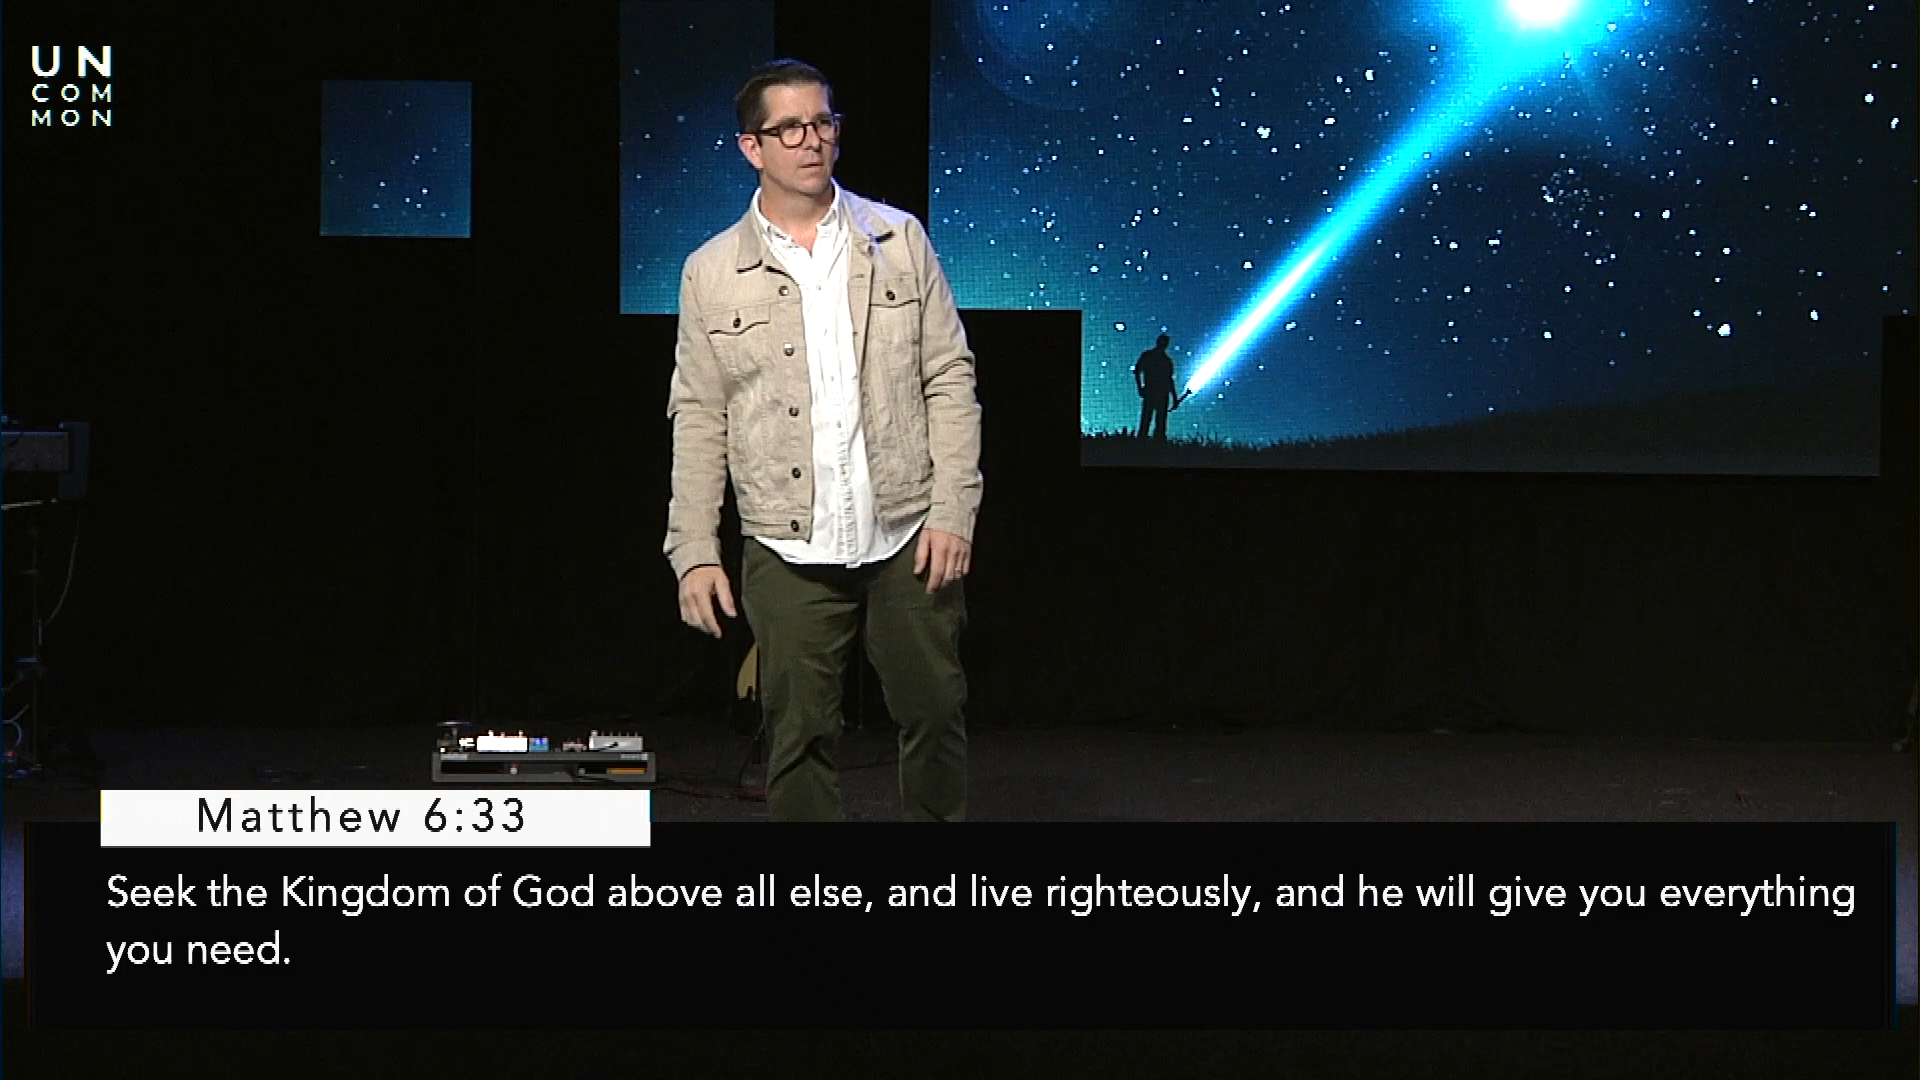 UN
COM
MON
Matthew 6:33
Seek the Kingdom of God above all else, and live righteously, and he will give you everything
you need.